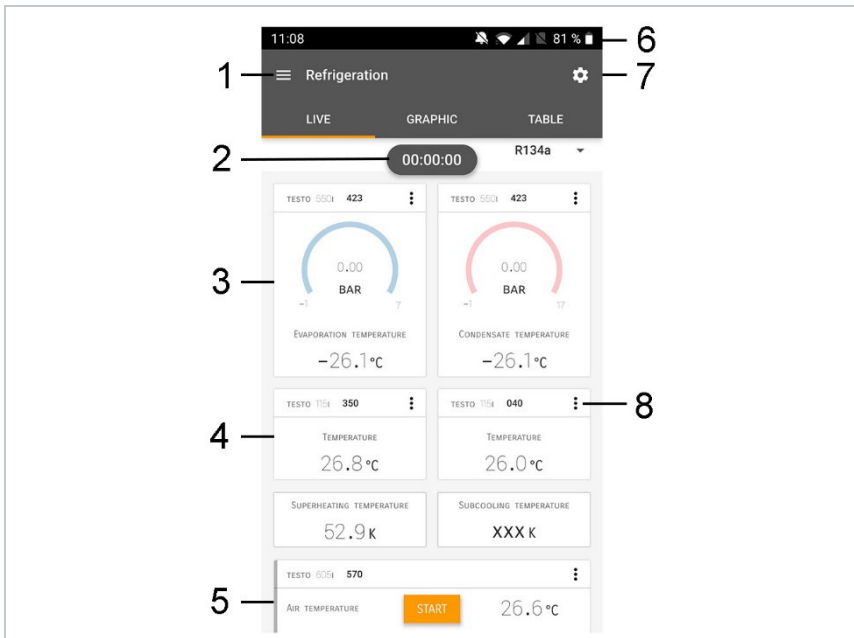 11:08 81 % 6
1 Refrigeration 7
LIVE GRAPHIC TABLE
2 00:00:00 R134a
TESTO 550I 423 TESTO 550I 423
3 0.00 0.00
BAR BAR
-1 7 -1 17
EVAPORATION TEMPERATURE CONDENSATE TEMPERATURE
-26.1°C -26.1°C
TESTO 115I 350 TESTO 115I 040 8
4 TEMPERATURE TEMPERATURE
26.8°C 26.0°C
SUPERHEATING TEMPERATURE SUBCOOLING TEMPERATURE
52.9 K XXX K
TESTO 605I 570
5 AIR TEMPERATURE START 26.6°C